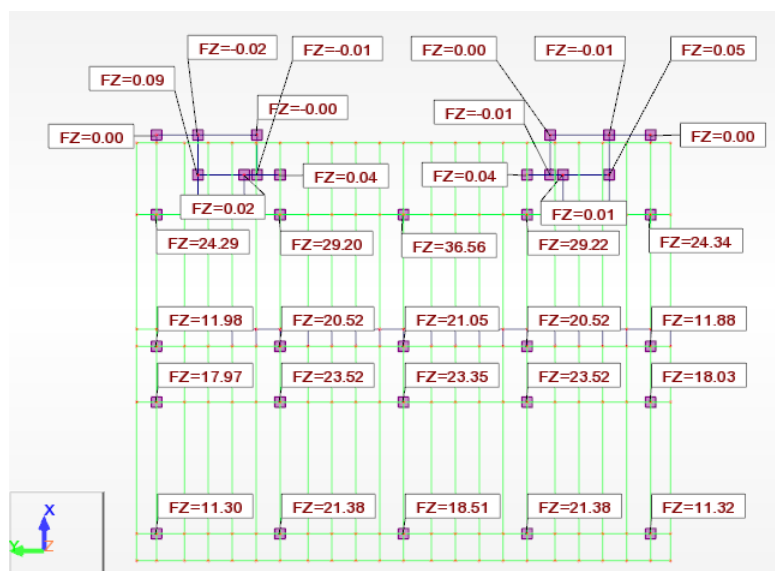 FZ=-0.02
FZ=-0.01
FZ=0.00
FZ=-0.01
FZ=0.05
FZ=0.09
FZ=-0.00
FZ=-0.01
FZ=0.00
FZ=0.00
FZ=0.04
FZ=0.04
FZ=0.02
FZ=0.01
FZ=24.29
FZ=29.20
FZ=36.56
FZ=29.22
FZ=24.34
FZ=11.98
FZ=20.52
FZ=21.05
FZ=20.52
FZ=11.88
FZ=17.97
FZ=23.52
FZ=23.35
FZ=23.52
FZ=18.03
FZ=11.30
FZ=21.38
FZ=18.51
FZ=21.38
FZ=11.32
X
Y
Z